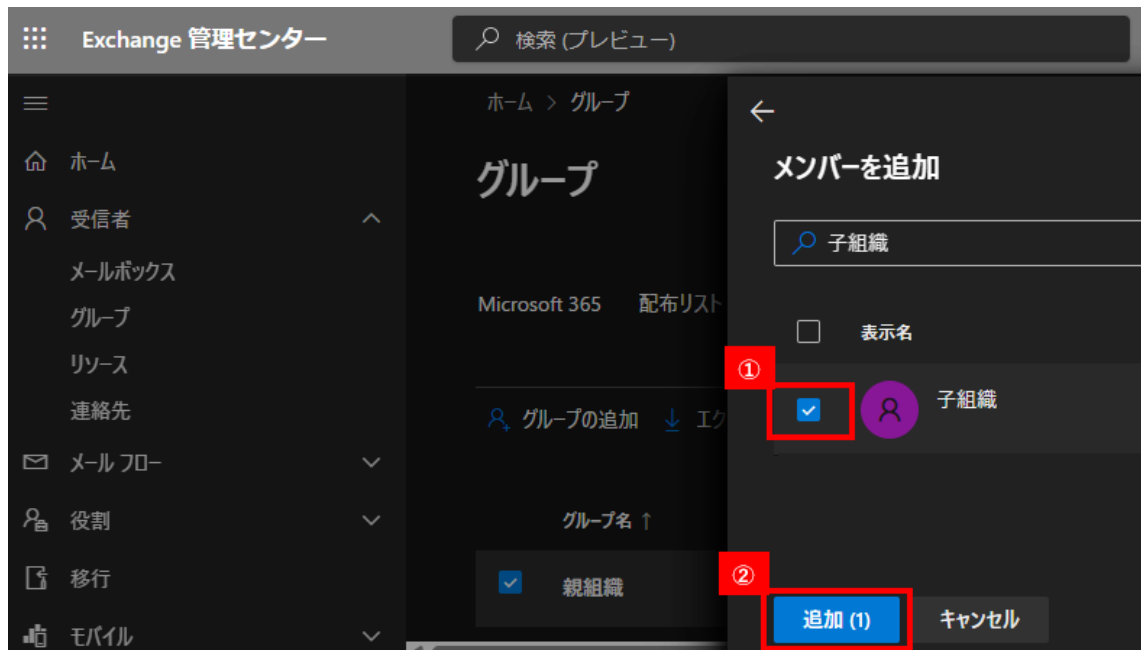 Exchange 管理センター
検索 (プレビュー)
ホーム
受信者
メールボックス
グループ
リソース
連絡先
メール フロー
役割
移行
モバイル
ホーム > グループ
グループ
Microsoft 365 配布リスト
グループの追加 エク
グループ名 ↑
親組織
メンバーを追加
子組織
表示名
①
子組織
②
追加 (1) キャンセル